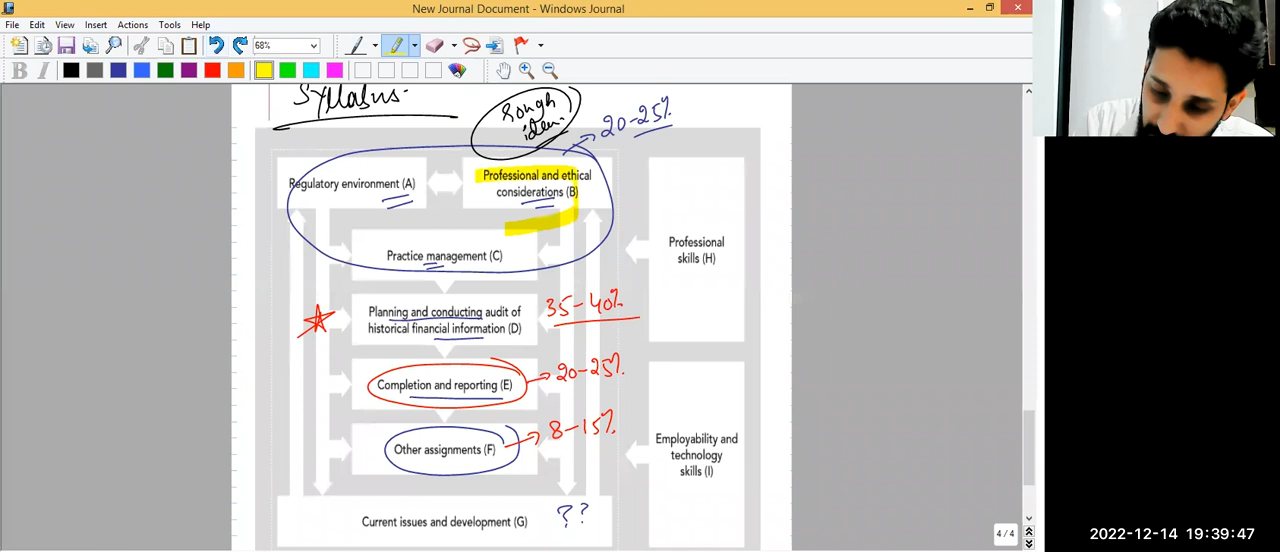 New Journal Document - Windows Journal
File Edit View Insert Actions Tools Help
68%
B I
Syllabus.
rough
idea.
20-25%
Regulatory environment (A)
Professional and ethical
considerations (B)
Practice management (C)
Professional
skills (H)
Planning and conducting audit of
historical financial information (D)
35-40%
Completion and reporting (E)
20-25%
Other assignments (F)
8-15%
Employability and
technology
skills (I)
Current issues and development (G)
??
4 / 4
2022-12-14 19:39:47